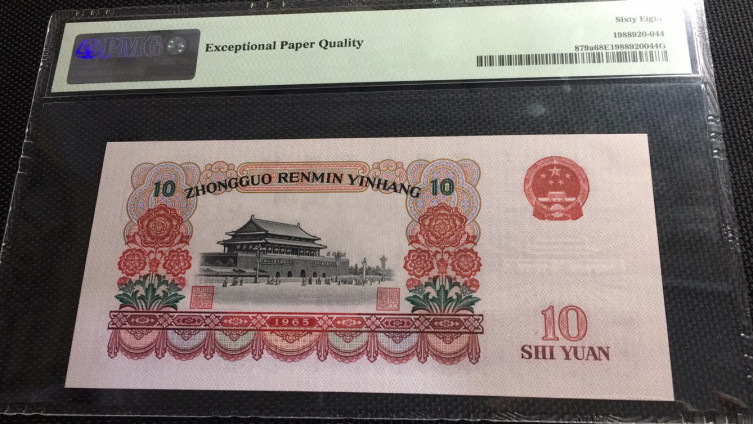 PMG
Exceptional Paper Quality
Sixty Eight
1988920-044
879a68E1988920044G
10
ZHONGGUO RENMIN YINHANG
10
1965
10
SHI YUAN